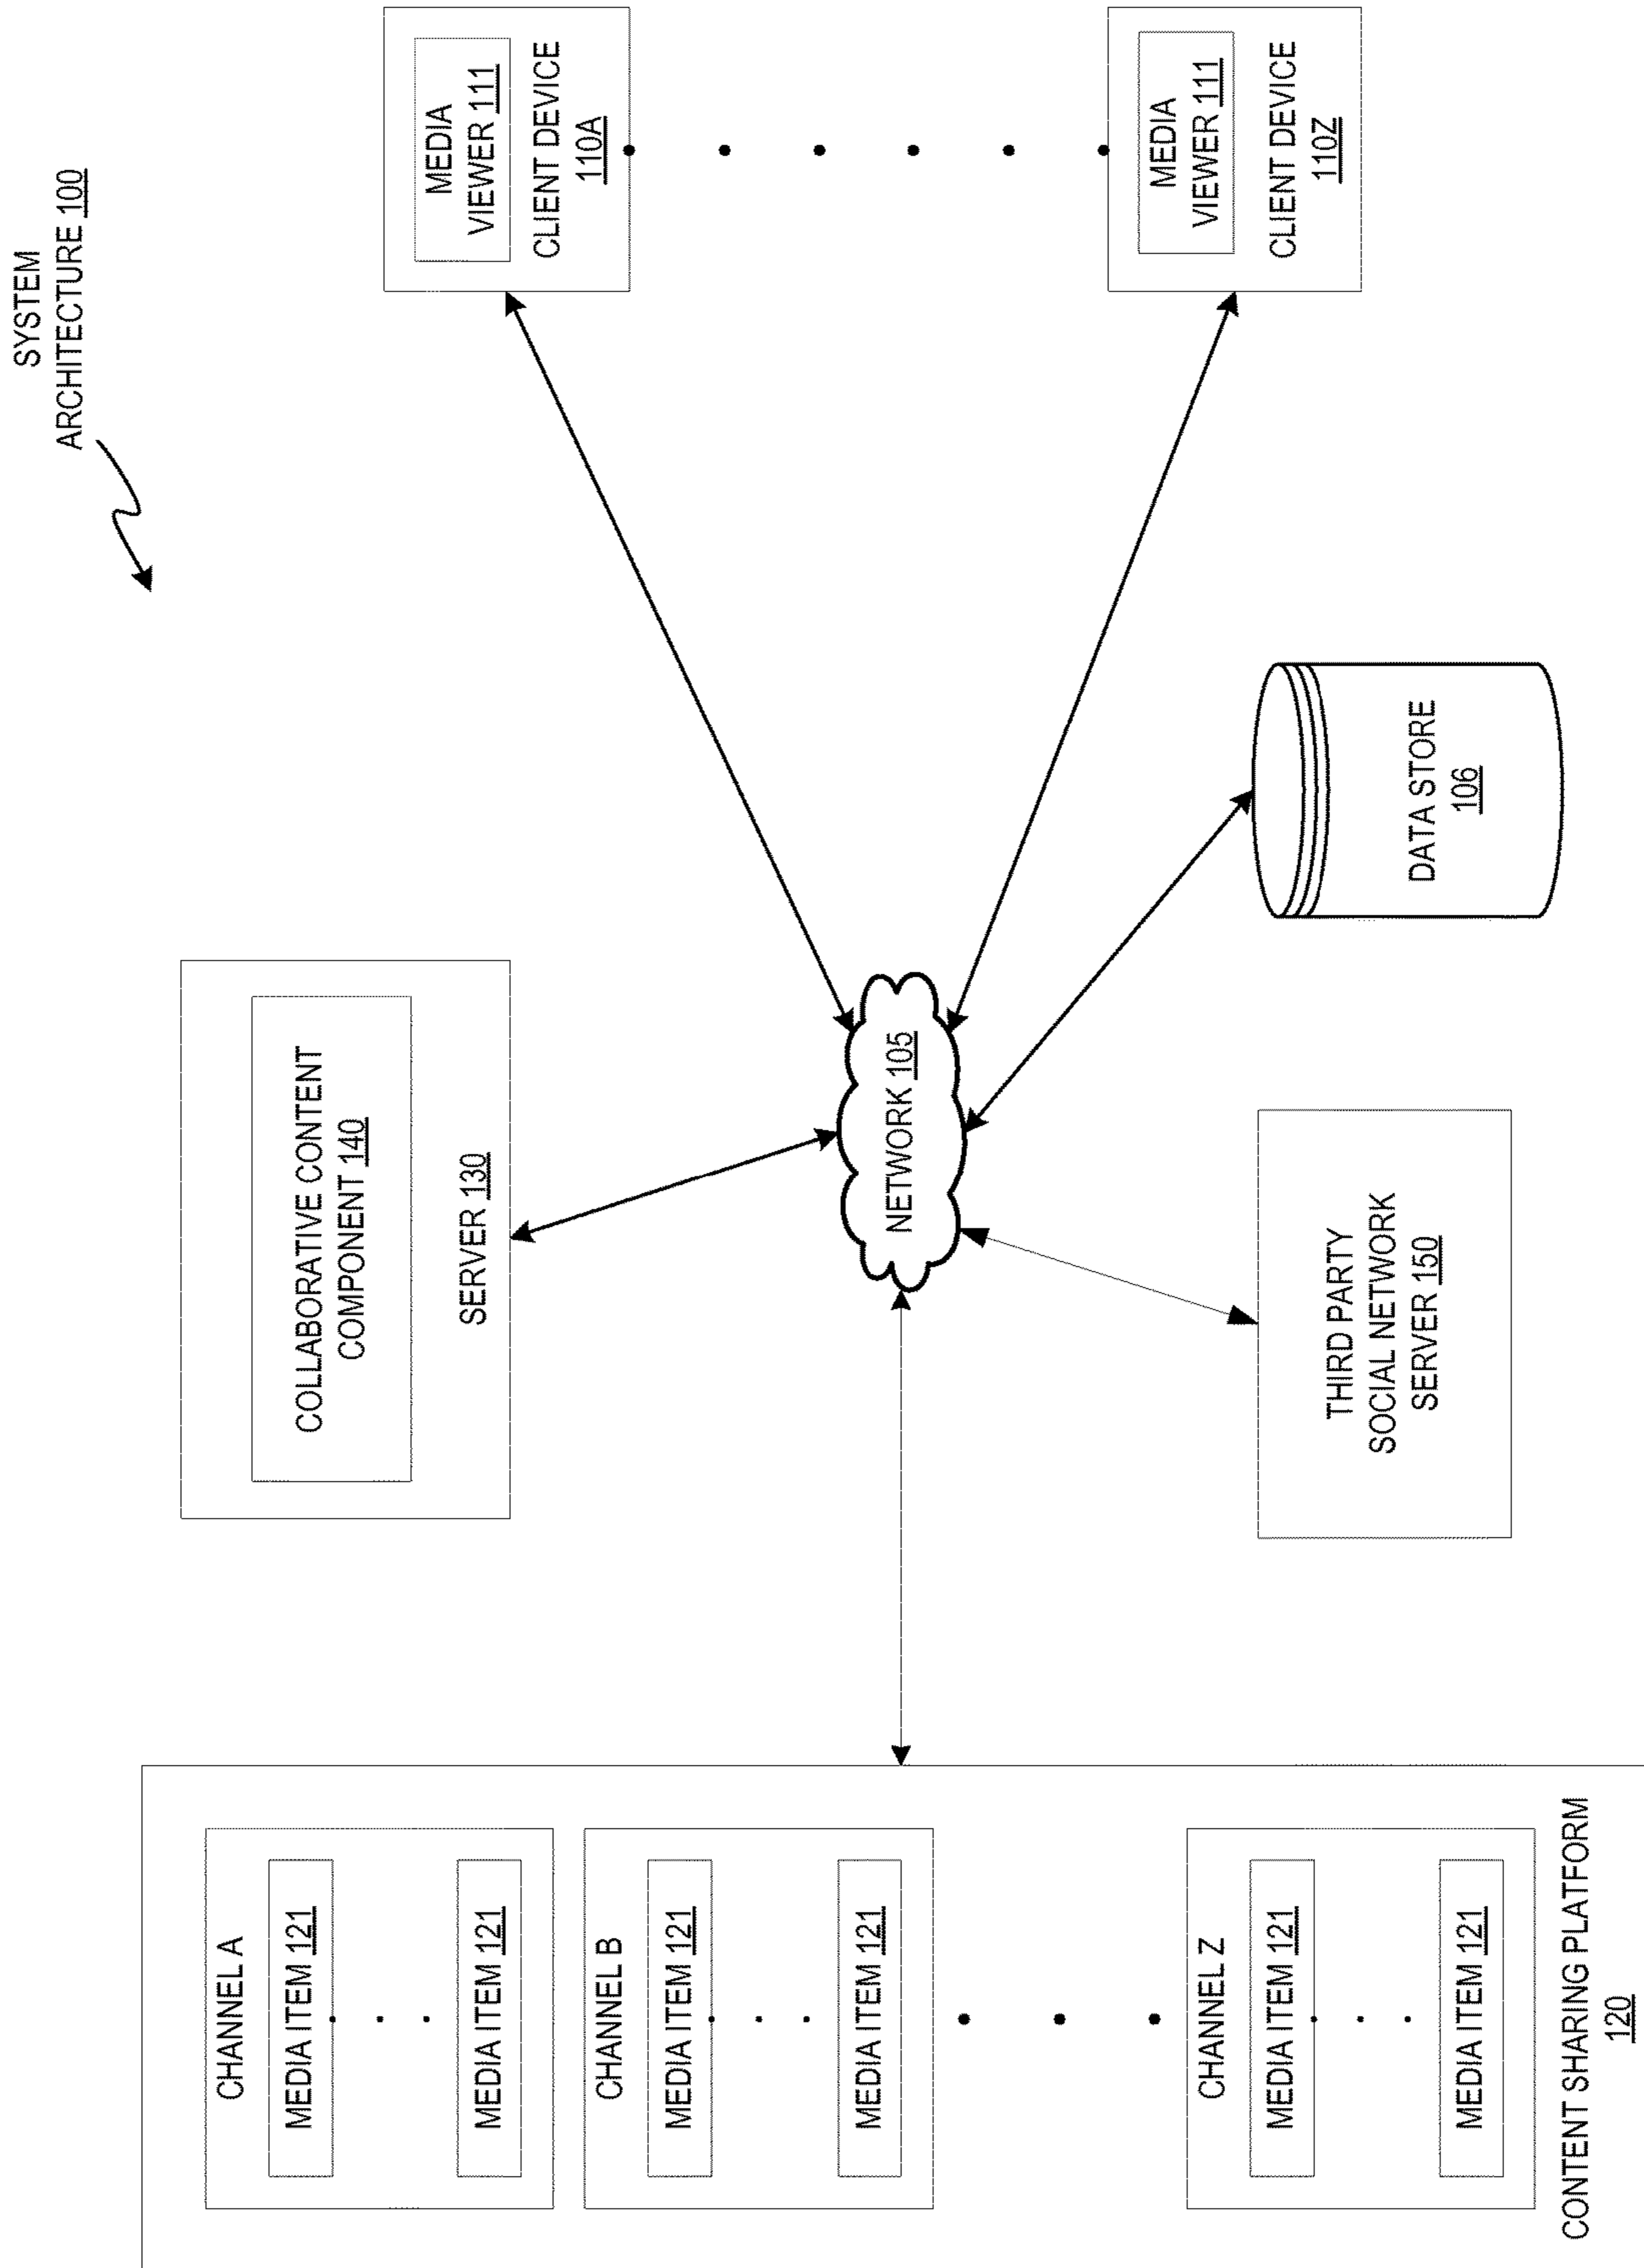 SYSTEM
ARCHITECTURE 100
MEDIA
VIEWER 111
CLIENT DEVICE
110A
MEDIA
VIEWER 111
CLIENT DEVICE
110Z
COLLABORATIVE CONTENT
COMPONENT 140
SERVER 130
NETWORK 105
DATA STORE
106
THIRD PARTY
SOCIAL NETWORK
SERVER 150
CHANNEL A
MEDIA ITEM 121
MEDIA ITEM 121
CHANNEL B
MEDIA ITEM 121
MEDIA ITEM 121
CHANNEL Z
MEDIA ITEM 121
MEDIA ITEM 121
CONTENT SHARING PLATFORM
120